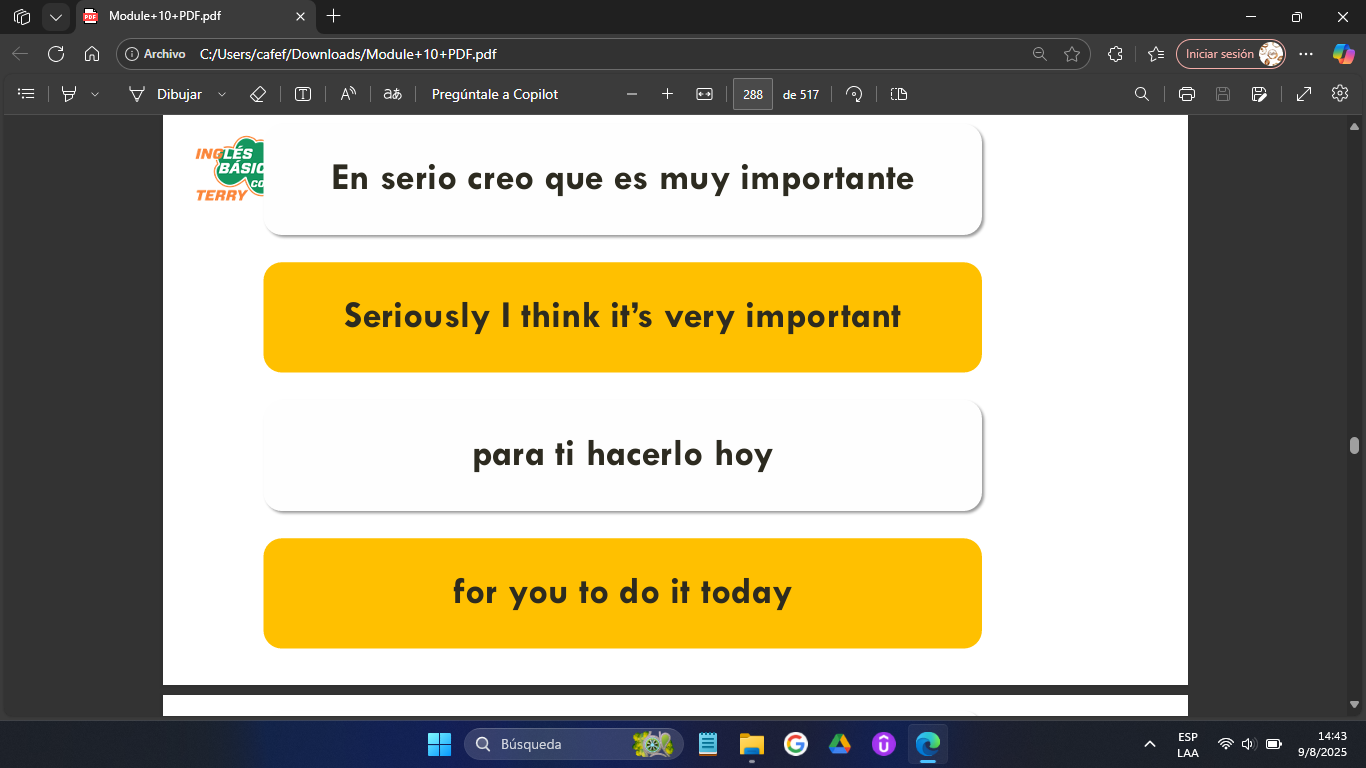 Module+10+PDF.pdf
Archivo C:/Users/cafef/Downloads/Module+10+PDF.pdf
Iniciar sesión
Dibujar
Pregúntale a Copilot
288 de 517
INGLÉS
BÁSIC
CO
TERRY
En serio creo que es muy importante
Seriously I think it’s very important
para ti hacerlo hoy
for you to do it today
Búsqueda
ESP
LAA
14:43
9/8/2025